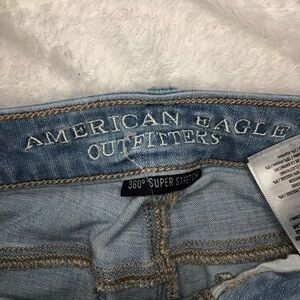 AMERICAN EAGLE
OUTFITTERS
360° SUPER STRETCH